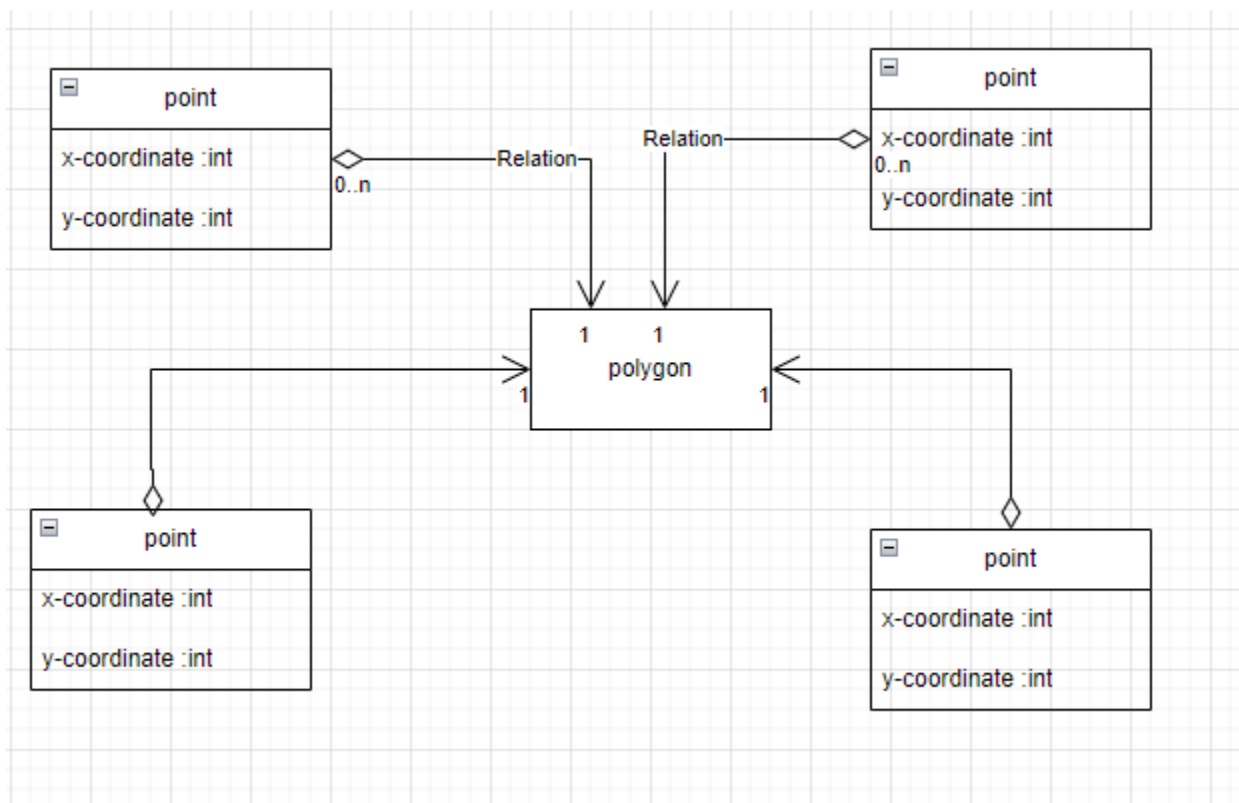 point
x-coordinate :int
y-coordinate :int
Relation
0..n
point
x-coordinate :int
0..n
y-coordinate :int
Relation
1
1
polygon
1
1
point
x-coordinate :int
y-coordinate :int
point
x-coordinate :int
y-coordinate :int